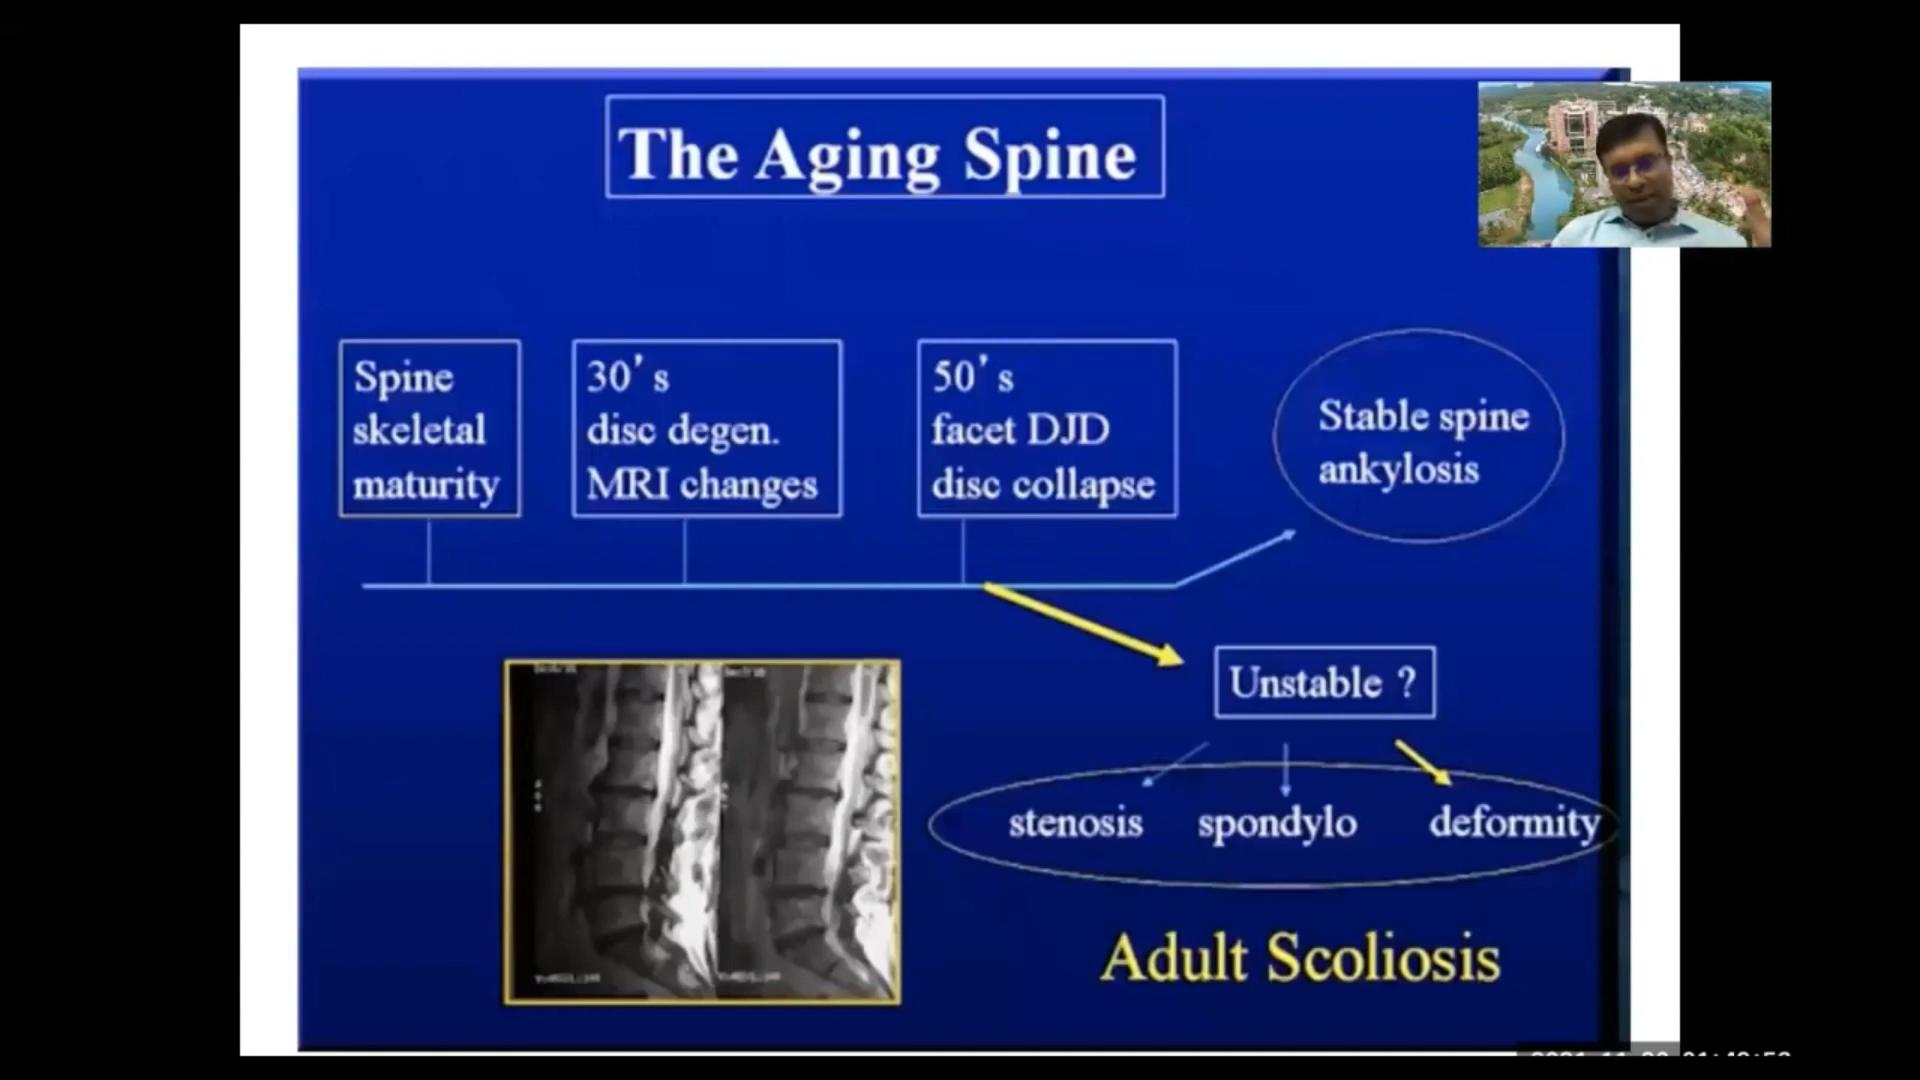 The Aging Spine
Spine
skeletal
maturity
30's
disc degen.
MRI changes
50's
facet DJD
disc collapse
Stable spine
ankylosis
Unstable ?
stenosis
spondylo
deformity
Adult Scoliosis